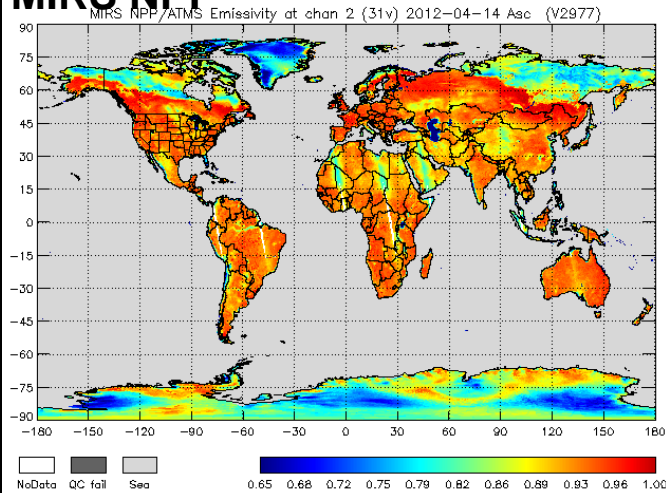 MIRS NPP
MIRS NPP/ATMS Emissivity at chan 2 (31v) 2012-04-14 Asc (V2977)
90
75
60
45
30
15
0
-15
-30
-45
-60
-75
-90
-180 -150 -120 -90 -60 -30 0 30 60 90 120 150 180
NoData QC fail Sea
0.65 0.68 0.72 0.75 0.79 0.82 0.86 0.89 0.93 0.96 1.00